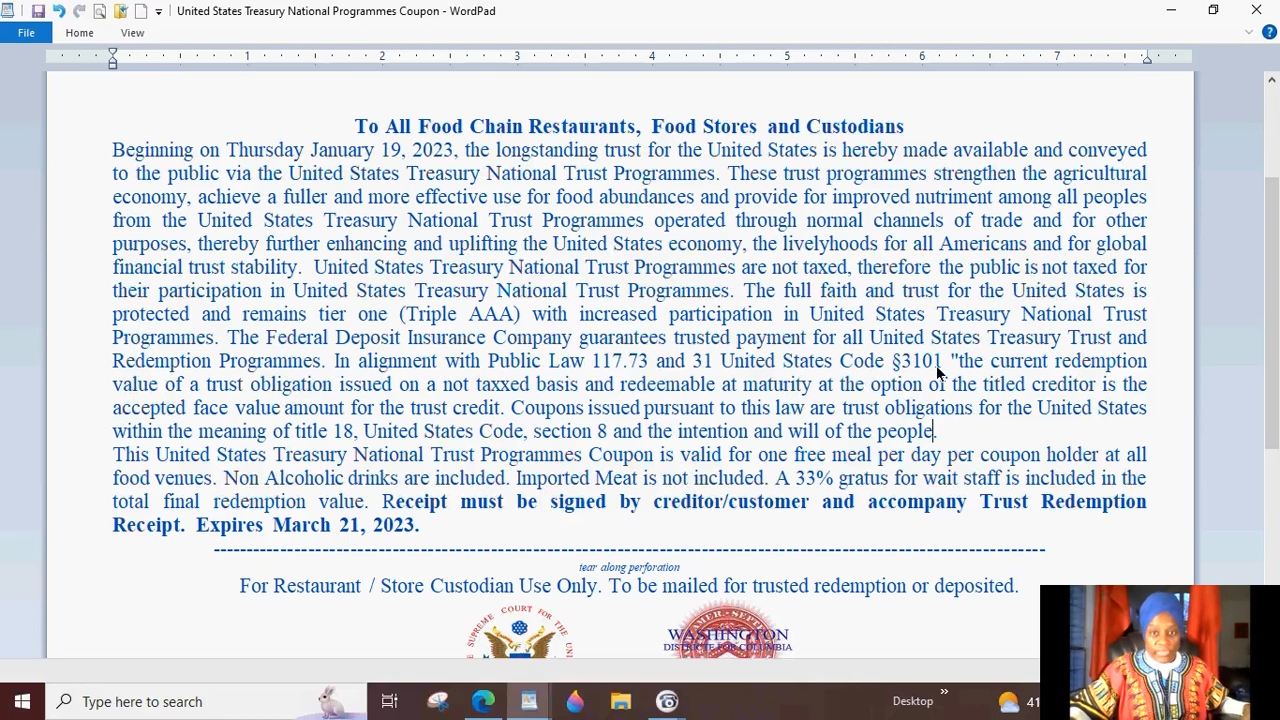 United States Treasury National Programmes Coupon - WordPad
File Home View
1 2 3 4 5 6 7
To All Food Chain Restaurants, Food Stores and Custodians
Beginning on Thursday January 19, 2023, the longstanding trust for the United States is hereby made available and conveyed
to the public via the United States Treasury National Trust Programmes. These trust programmes strengthen the agricultural
economy, achieve a fuller and more effective use for food abundances and provide for improved nutriment among all peoples
from the United States Treasury National Trust Programmes operated through normal channels of trade and for other
purposes, thereby further enhancing and uplifting the United States economy, the livelyhoods for all Americans and for global
financial trust stability. United States Treasury National Trust Programmes are not taxed, therefore the public is not taxed for
their participation in United States Treasury National Trust Programmes. The full faith and trust for the United States is
protected and remains tier one (Triple AAA) with increased participation in United States Treasury National Trust
Programmes. The Federal Deposit Insurance Company guarantees trusted payment for all United States Treasury Trust and
Redemption Programmes. In alignment with Public Law 117.73 and 31 United States Code §3101 "the current redemption
value of a trust obligation issued on a not taxxed basis and redeemable at maturity at the option of the titled creditor is the
accepted face value amount for the trust credit. Coupons issued pursuant to this law are trust obligations for the United States
within the meaning of title 18, United States Code, section 8 and the intention and will of the people.
This United States Treasury National Trust Programmes Coupon is valid for one free meal per day per coupon holder at all
food venues. Non Alcoholic drinks are included. Imported Meat is not included. A 33% gratus for wait staff is included in the
total final redemption value. Receipt must be signed by creditor/customer and accompany Trust Redemption
Receipt. Expires March 21, 2023.
tear along perforation
For Restaurant / Store Custodian Use Only. To be mailed for trusted redemption or deposited.
SUPREME COURT FOR THE
WASHINGTON
DISTRICTE FOR COLUMBIA
Type here to search
Desktop